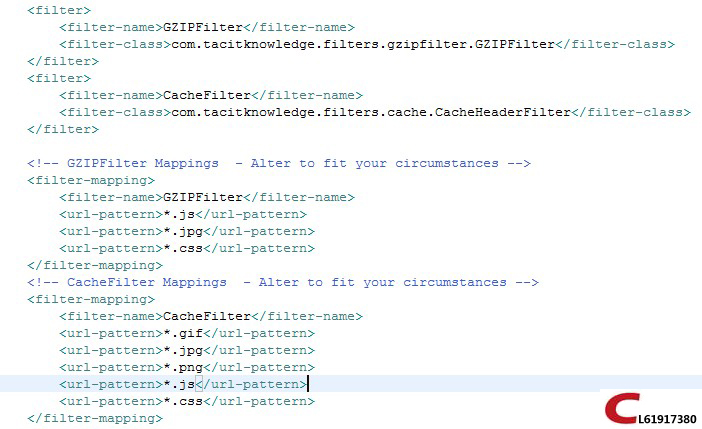 <filter>
    <filter-name>GZIPFilter</filter-name>
    <filter-class>com.tacitknowledge.filters.gzipfilter.GZIPFilter</filter-class>
</filter>
<filter>
    <filter-name>CacheFilter</filter-name>
    <filter-class>com.tacitknowledge.filters.cache.CacheHeaderFilter</filter-class>
</filter>

<!-- GZIPFilter Mappings  - Alter to fit your circumstances -->
<filter-mapping>
    <filter-name>GZIPFilter</filter-name>
    <url-pattern>*.js</url-pattern>
    <url-pattern>*.jpg</url-pattern>
    <url-pattern>*.css</url-pattern>
</filter-mapping>
<!-- CacheFilter Mappings  - Alter to fit your circumstances -->
<filter-mapping>
    <filter-name>CacheFilter</filter-name>
    <url-pattern>*.gif</url-pattern>
    <url-pattern>*.jpg</url-pattern>
    <url-pattern>*.png</url-pattern>
    <url-pattern>*.js</url-pattern>
    <url-pattern>*.css</url-pattern>
</filter-mapping>
CL61917380